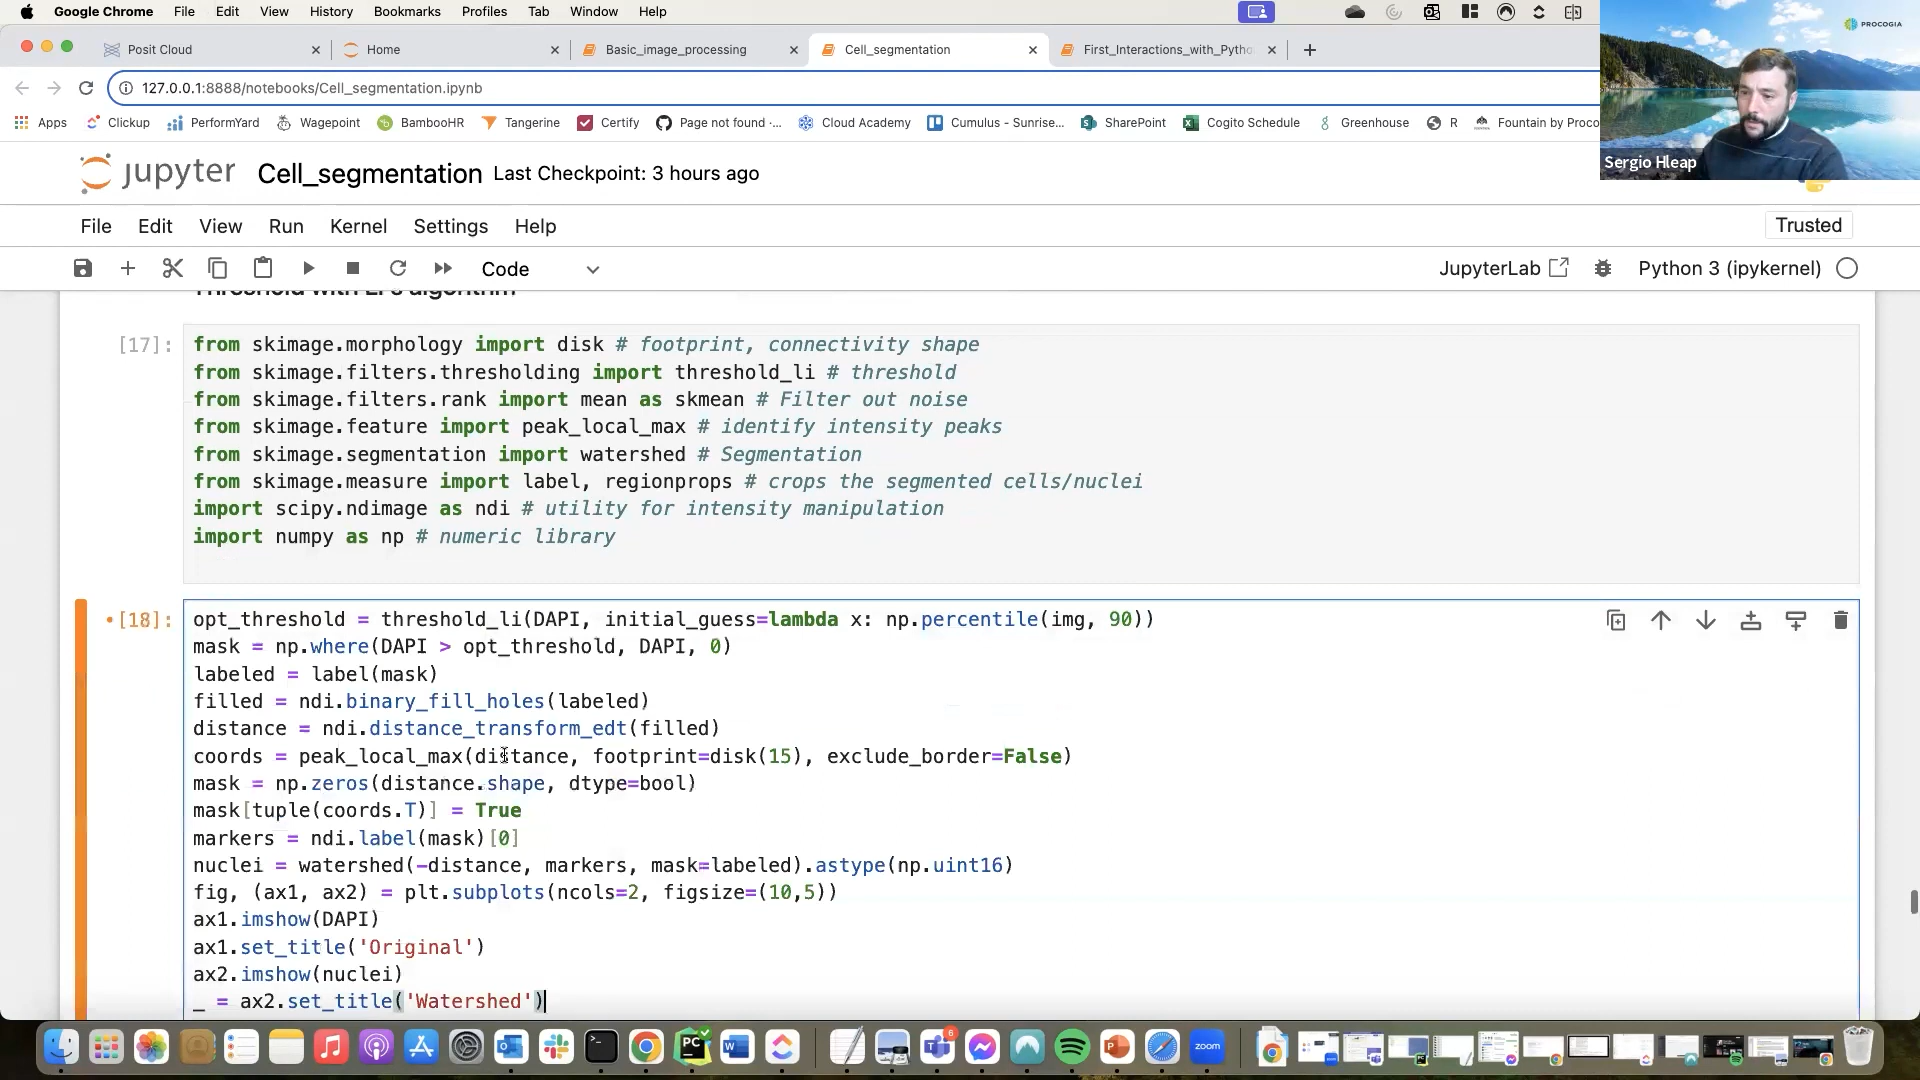 Google Chrome File Edit View History Bookmarks Profiles Tab Window Help
PROCOGIA
Posit Cloud Home Basic_image_processing Cell_segmentation First_Interactions_with_Pytho
127.0.0.1:8888/notebooks/Cell_segmentation.ipynb
Apps Clickup PerformYard Wagepoint BambooHR Tangerine Certify Page not found ·... Cloud Academy Cumulus - Sunrise... SharePoint Cogito Schedule Greenhouse R Fountain by Proco
Sergio Hleap
jupyter Cell_segmentation Last Checkpoint: 3 hours ago
File Edit View Run Kernel Settings Help Trusted
Code JupyterLab Python 3 (ipykernel)
Threshold with Li's algorithm
[17]: from skimage.morphology import disk # footprint, connectivity shape
from skimage.filters.thresholding import threshold_li # threshold
from skimage.filters.rank import mean as skmean # Filter out noise
from skimage.feature import peak_local_max # identify intensity peaks
from skimage.segmentation import watershed # Segmentation
from skimage.measure import label, regionprops # crops the segmented cells/nuclei
import scipy.ndimage as ndi # utility for intensity manipulation
import numpy as np # numeric library
•[18]: opt_threshold = threshold_li(DAPI, initial_guess=lambda x: np.percentile(img, 90))
mask = np.where(DAPI > opt_threshold, DAPI, 0)
labeled = label(mask)
filled = ndi.binary_fill_holes(labeled)
distance = ndi.distance_transform_edt(filled)
coords = peak_local_max(distance, footprint=disk(15), exclude_border=False)
mask = np.zeros(distance.shape, dtype=bool)
mask[tuple(coords.T)] = True
markers = ndi.label(mask)[0]
nuclei = watershed(-distance, markers, mask=labeled).astype(np.uint16)
fig, (ax1, ax2) = plt.subplots(ncols=2, figsize=(10,5))
ax1.imshow(DAPI)
ax1.set_title('Original')
ax2.imshow(nuclei)
_ = ax2.set_title('Watershed')
PC W 6 zoom